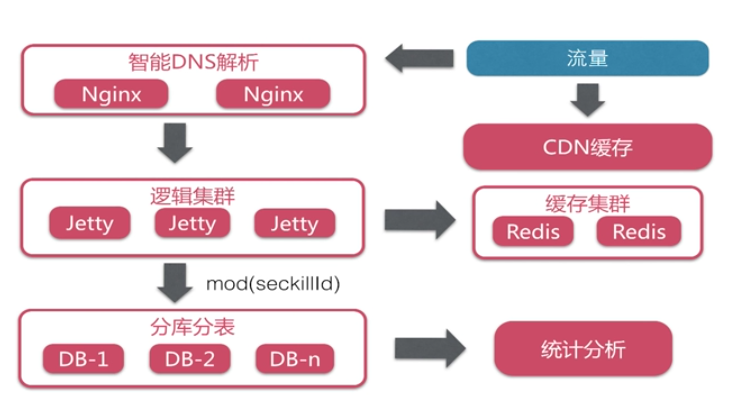 智能DNS解析
Nginx
Nginx
流量
CDN缓存
逻辑集群
Jetty
Jetty
Jetty
缓存集群
Redis
Redis
mod(seckillId)
分库分表
DB-1
DB-2
DB-n
统计分析